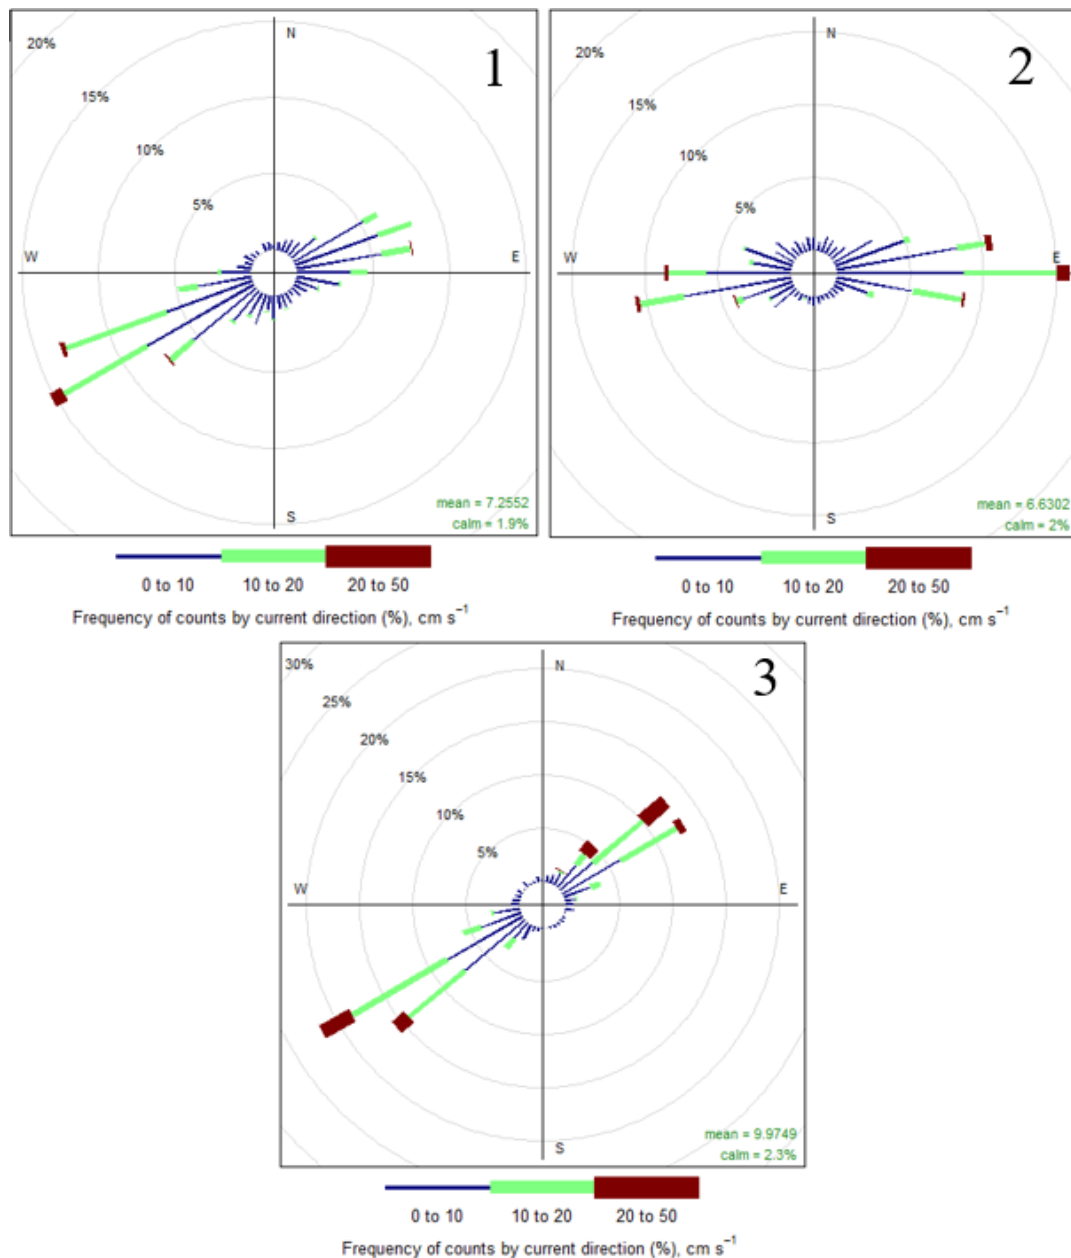 1
N
20%
15%
10%
5%
W
E
S
mean = 7.2552
calm = 1.9%
0 to 10 10 to 20 20 to 50
Frequency of counts by current direction (%), cm s⁻¹
2
N
20%
15%
10%
5%
W
E
S
mean = 6.6302
calm = 2%
0 to 10 10 to 20 20 to 50
Frequency of counts by current direction (%), cm s⁻¹
3
N
30%
25%
20%
15%
10%
5%
W
E
S
mean = 9.9749
calm = 2.3%
0 to 10 10 to 20 20 to 50
Frequency of counts by current direction (%), cm s⁻¹